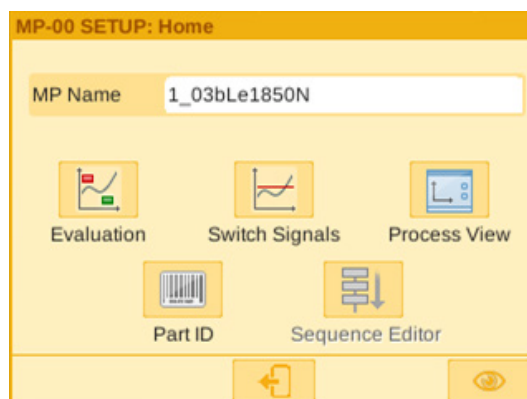 MP-00 SETUP: Home
MP Name 1_03bLe1850N
Evaluation Switch Signals Process View
Part ID Sequence Editor